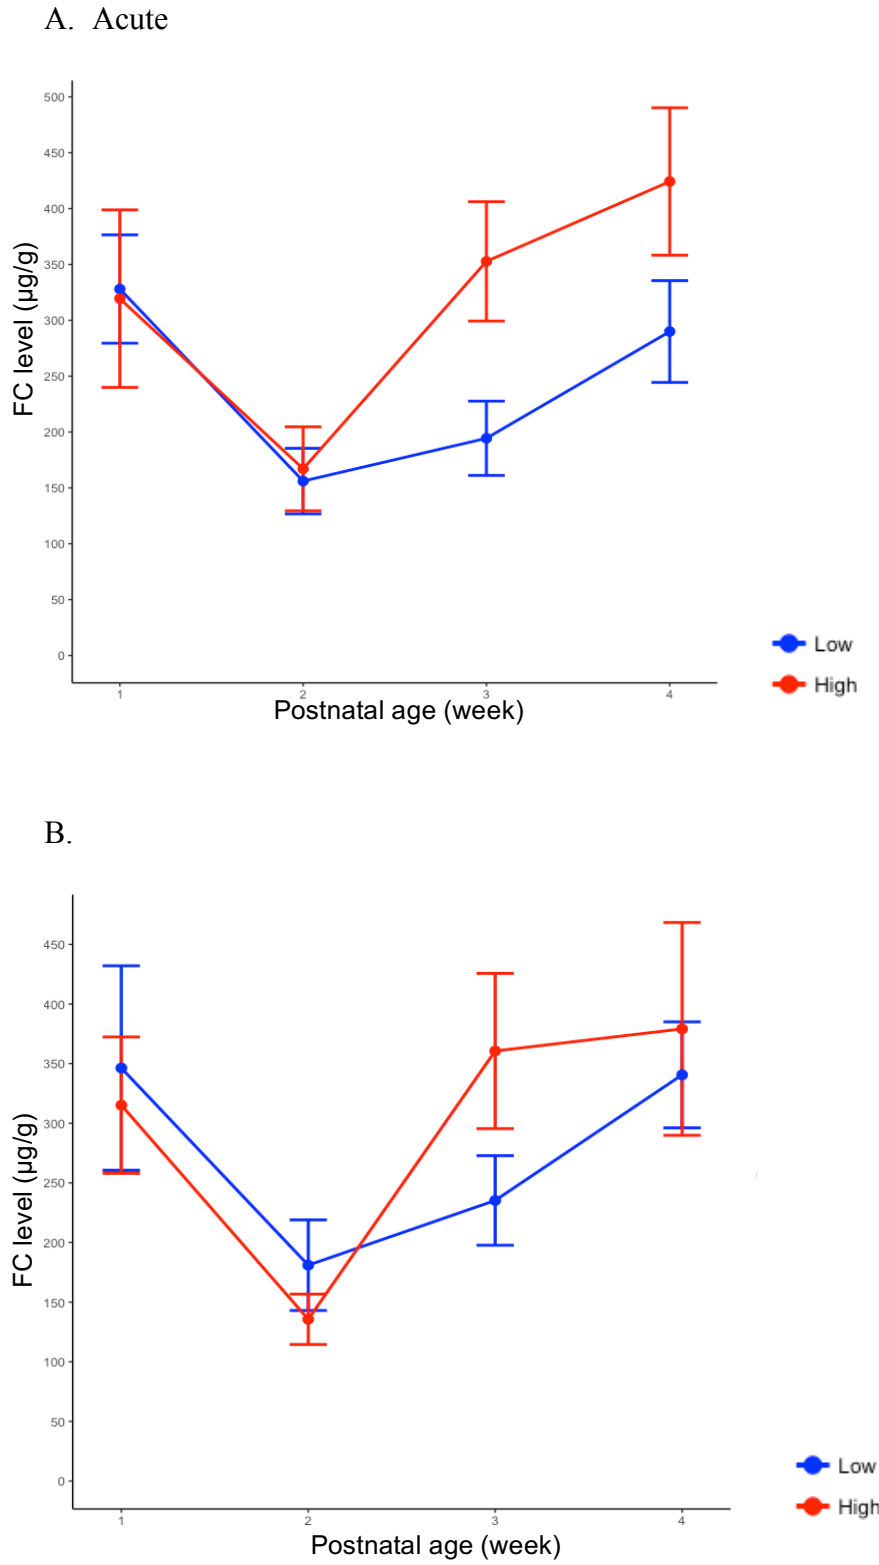 A. Acute
500
450
400
350
300
250
200
150
100
50
0
FC level (µg/g)
1 2 3 4
Postnatal age (week)
Low
High
B.
450
400
350
300
250
200
150
100
50
0
FC level (µg/g)
1 2 3 4
Postnatal age (week)
Low
High